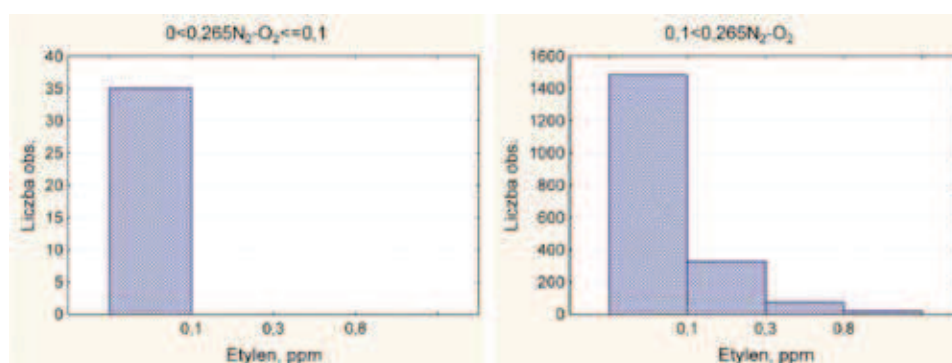 0<0,265N₂-O₂<=0,1
40
35
30
25
20
15
10
5
0
Liczba obs.
0,1 0,3 0,8
Etylen, ppm
0,1<0,265N₂-O₂
1600
1400
1200
1000
800
600
400
200
0
Liczba obs.
0,1 0,3 0,8
Etylen, ppm